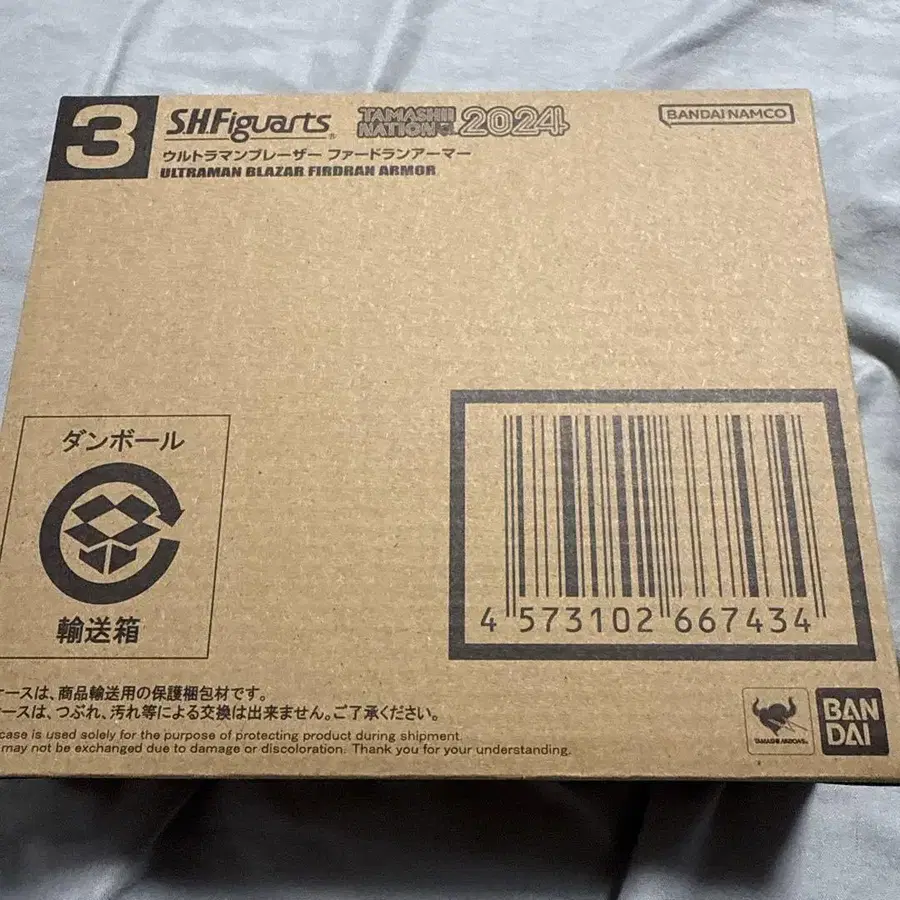 3
S.H.Figuarts®
TAMASHII NATION 2024
BANDAI NAMCO
ウルトラマンブレーザー ファードランアーマー
ULTRAMAN BLAZAR FIRDRAN ARMOR
ダンボール
輸送箱
4 573102 667434
ケースは、商品輸送用の保護梱包材です。
ケースは、つぶれ、汚れ等による交換は出来ません。ご了承ください。
case is used solely for the purpose of protecting product during shipment.
may not be exchanged due to damage or discoloration. Thank you for your understanding.
TAMASHII NATIONS
BAN
DAI